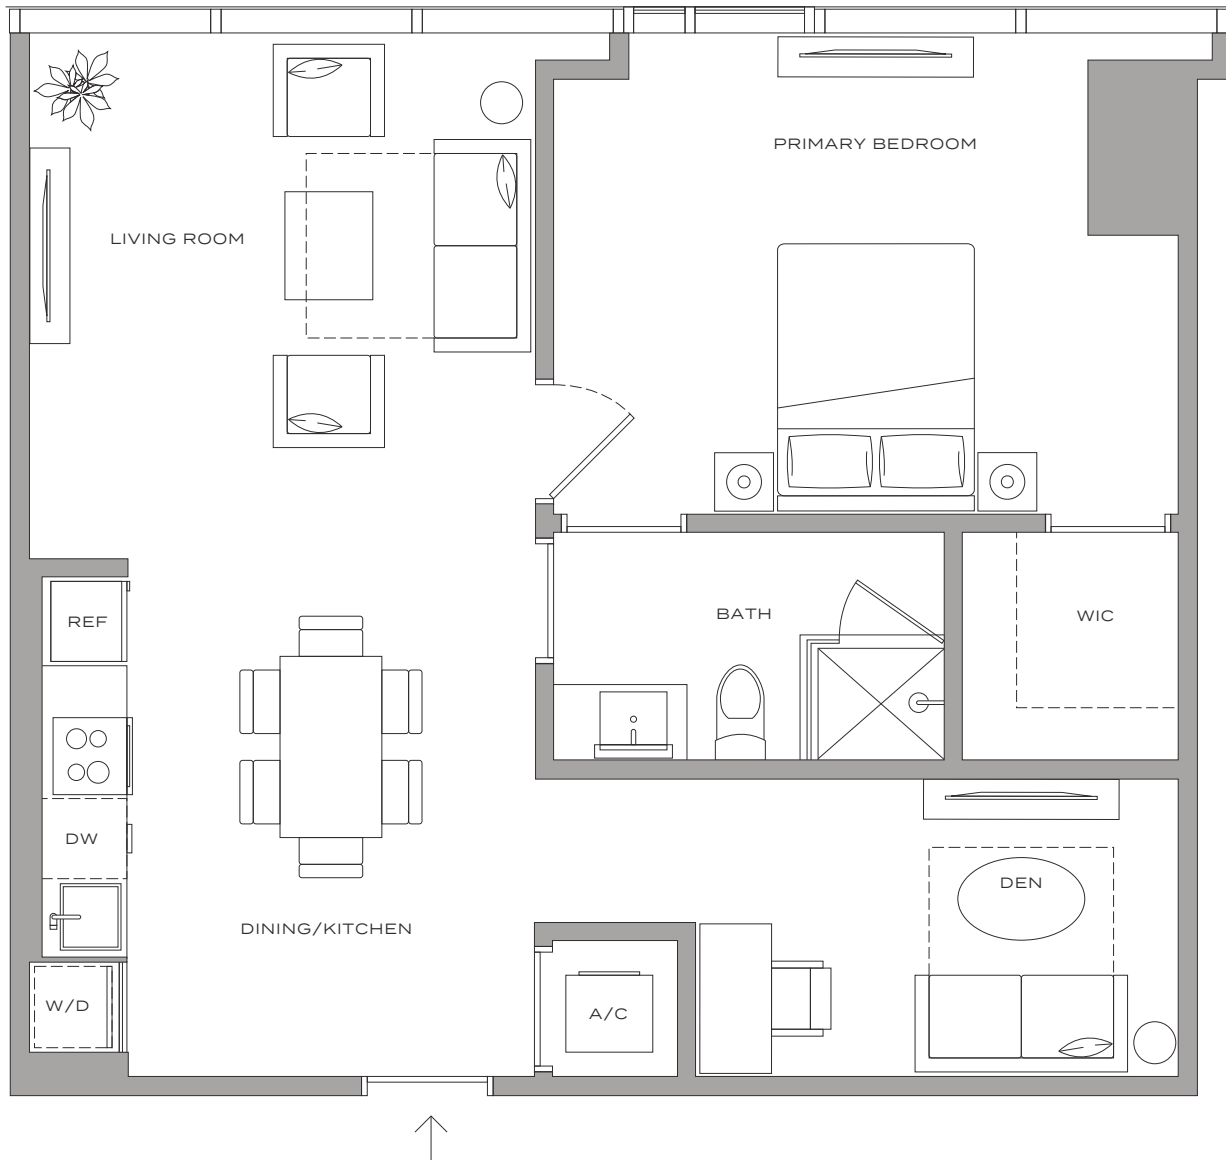 PRIMARY BEDROOM
LIVING ROOM
REF
BATH
WIC
DW
DEN
DINING/KITCHEN
W/D
A/C